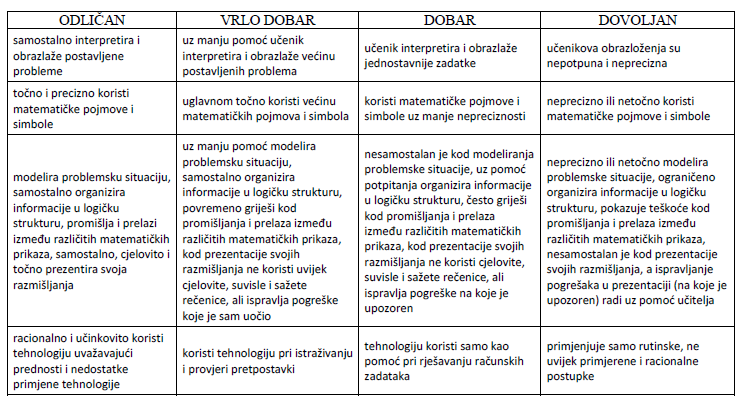 ODLIČAN
VRLO DOBAR
DOBAR
DOVOLJAN
samostalno interpretira i
obrazlaže postavljene
probleme
uz manju pomoć učenik
interpretira i obrazlaže većinu
postavljenih problema
učenik interpretira i obrazlaže
jednostavnije zadatke
učenikova obrazloženja su
nepotpuna i neprecizna
točno i precizno koristi
matematičke pojmove i
simbole
uglavnom točno koristi većinu
matematičkih pojmova i simbola
koristi matematičke pojmove i
simbole uz manje nepreciznosti
neprecizno ili netočno koristi
matematičke pojmove i simbole
modelira problemsku situaciju,
samostalno organizira
informacije u logičku
strukturu, promišlja i prelazi
između različitih matematičkih
prikaza, samostalno, cjelovito i
točno prezentira svoja
razmišljanja
uz manju pomoć modelira
problemsku situaciju,
samostalno organizira
informacije u logičku strukturu,
povremeno griješi kod
promišljanja i prelaza između
različitih matematičkih prikaza,
kod prezentacije svojih
razmišljanja ne koristi uvijek
cjelovite, suvisle i sažete
rečenice, ali ispravlja pogreške
koje je sam uočio
nesamostalan je kod modeliranja
problemske situacije, uz pomoć
potpitanja organizira informacije
u logičku strukturu, često griješi
kod promišljanja i prelaza
između različitih matematičkih
prikaza, kod prezentacije svojih
razmišljanja ne koristi cjelovite,
suvisle i sažete rečenice, ali
ispravlja pogreške na koje je
upozoren
neprecizno ili netočno modelira
problemske situacije, ograničeno
organizira informacije u logičku
strukturu, pokazuje teškoće kod
promišljanja i prelaza između
različitih matematičkih prikaza,
nesamostalan je kod prezentacije
svojih razmišljanja, a ispravljanje
pogrešaka u prezentaciji (na koje je
upozoren) radi uz pomoć učitelja
racionalno i učinkovito koristi
tehnologiju uvažavajući
prednosti i nedostatke
primjene tehnologije
koristi tehnologiju pri istraživanju
i provjeri pretpostavki
tehnologiju koristi samo kao
pomoć pri rješavanju računskih
zadataka
primjenjuje samo rutinske, ne
uvijek primjerene i racionalne
postupke